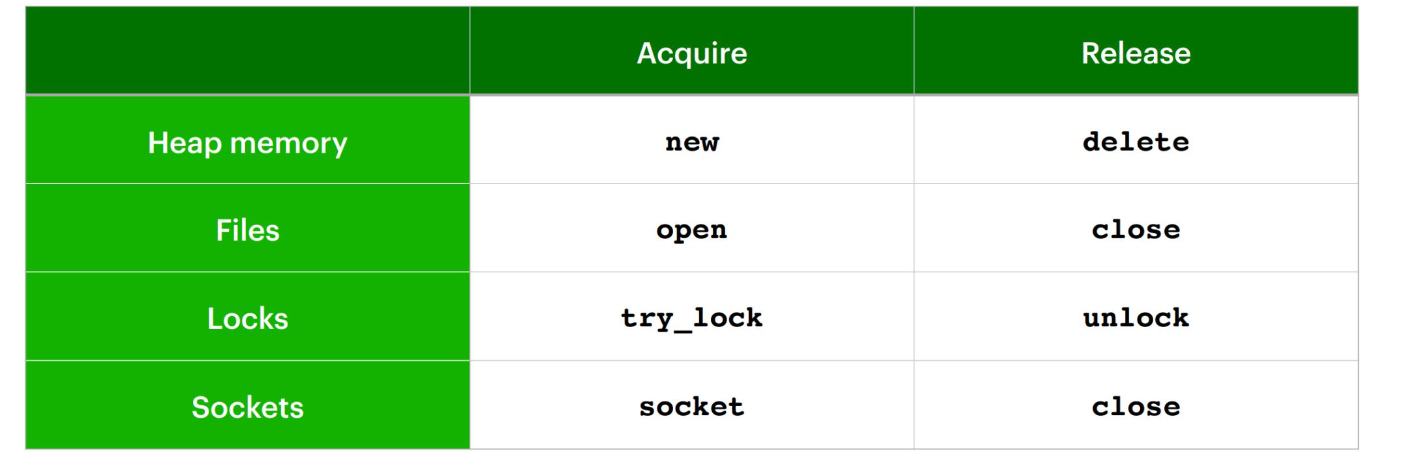 Acquire Release
Heap memory new delete
Files open close
Locks try_lock unlock
Sockets socket close